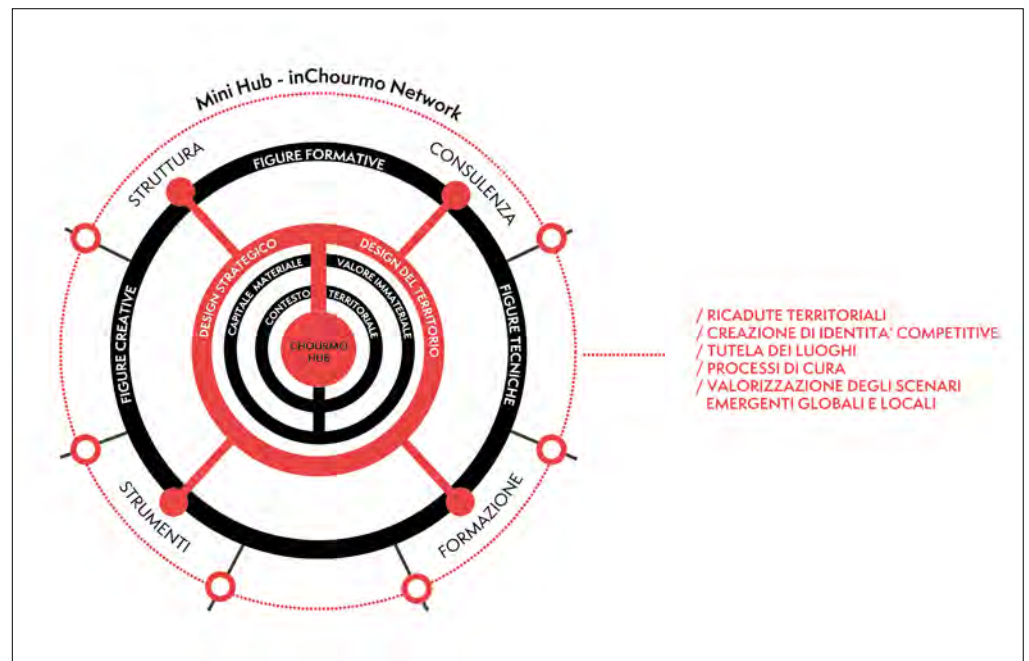 Mini Hub - inChourmo Network
STRUTTURA
CONSULENZA
FIGURE FORMATIVE
FIGURE CREATIVE
FIGURE TECNICHE
DESIGN STRATEGICO
DESIGN DEL TERRITORIO
CAPITALE MATERIALE
VALORE IMMATERIALE
CONTESTO TERRITORIALE
CHOURMO
HUB
STRUMENTI
FORMAZIONE
/ RICADUTE TERRITORIALI
/ CREAZIONE DI IDENTITA' COMPETITIVE
/ TUTELA DEI LUOGHI
/ PROCESSI DI CURA
/ VALORIZZAZIONE DEGLI SCENARI
EMERGENTI GLOBALI E LOCALI